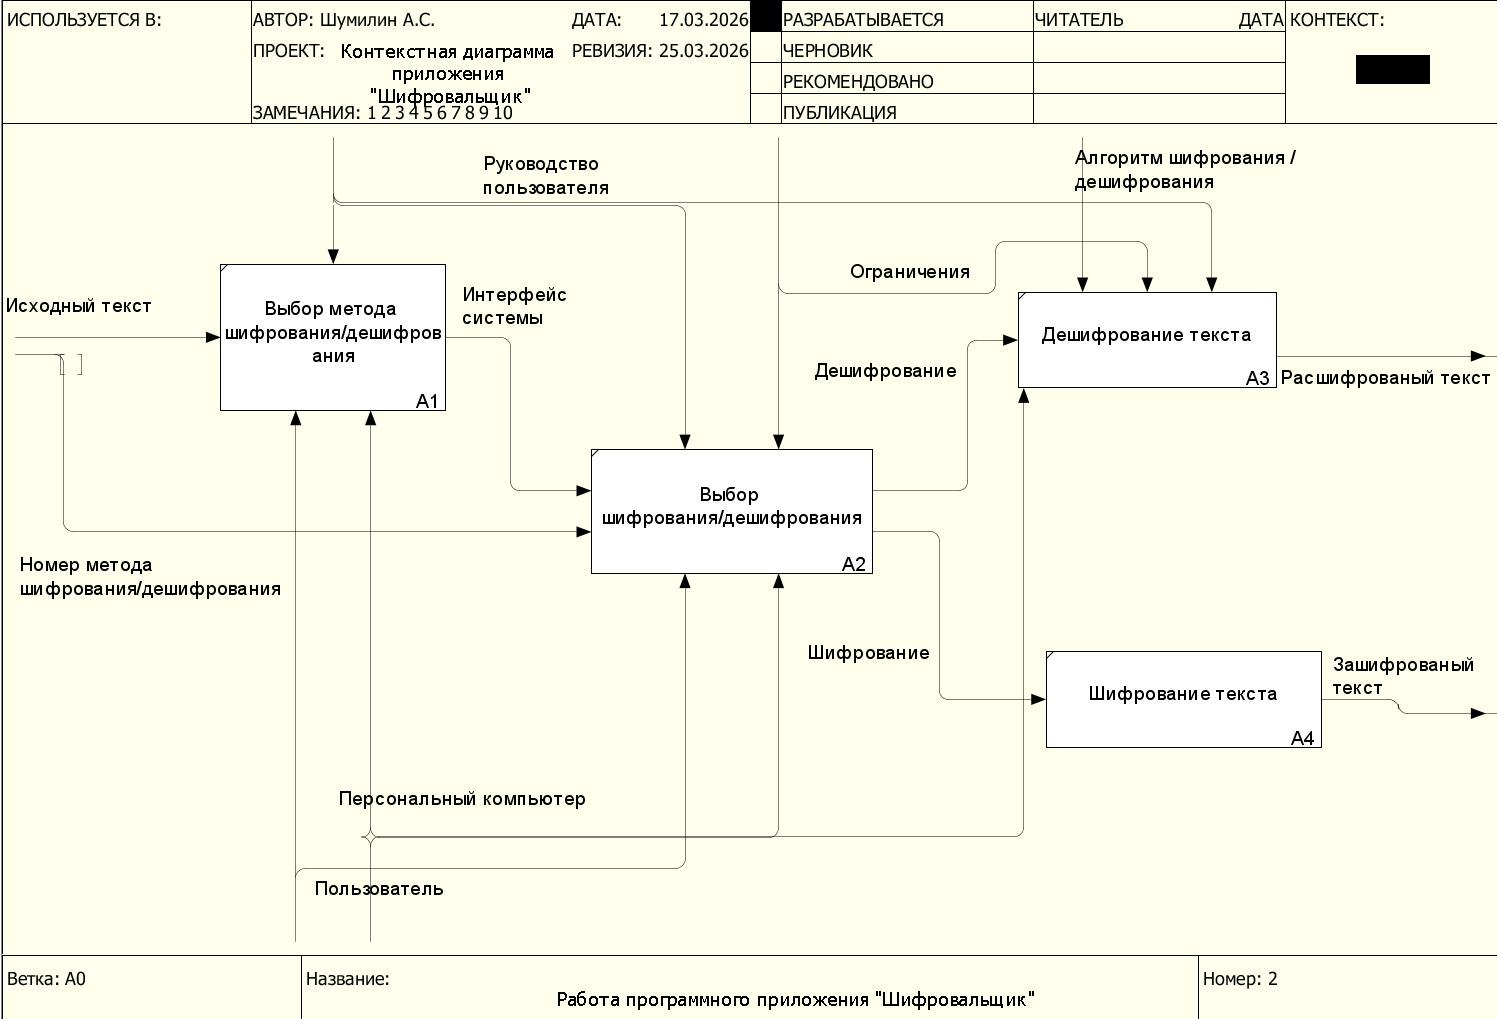 ИСПОЛЬЗУЕТСЯ В:
АВТОР: Шумилин А.С.
ДАТА: 17.03.2026
РАЗРАБАТЫВАЕТСЯ
ЧИТАТЕЛЬ
ДАТА
КОНТЕКСТ:
ПРОЕКТ: Контекстная диаграмма
приложения
"Шифровальщик"
РЕВИЗИЯ: 25.03.2026
ЧЕРНОВИК
РЕКОМЕНДОВАНО
ЗАМЕЧАНИЯ: 1 2 3 4 5 6 7 8 9 10
ПУБЛИКАЦИЯ
Руководство
пользователя
Алгоритм шифрования /
дешифрования
Ограничения
Исходный текст
Выбор метода
шифрования/дешифров
ания
A1
Интерфейс
системы
Дешифрование текста
A3
Дешифрование
Расшифрованый текст
Выбор
шифрования/дешифрования
A2
Номер метода
шифрования/дешифрования
Шифрование
Шифрование текста
A4
Зашифрованый
текст
Персональный компьютер
Пользователь
Ветка: A0
Название:
Работа программного приложения "Шифровальщик"
Номер: 2